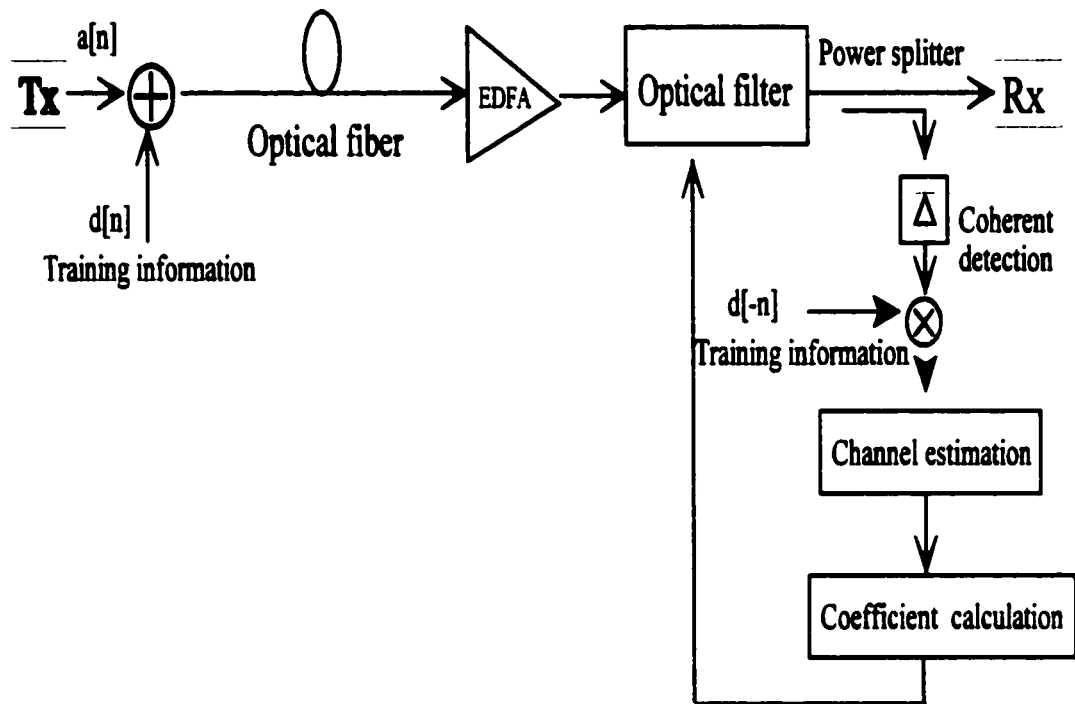 a[n]
Tx
Optical fiber
EDFA
Optical filter
Power splitter
Rx
d[n]
Training information
Coherent
detection
d[-n]
Training information
Channel estimation
Coefficient calculation